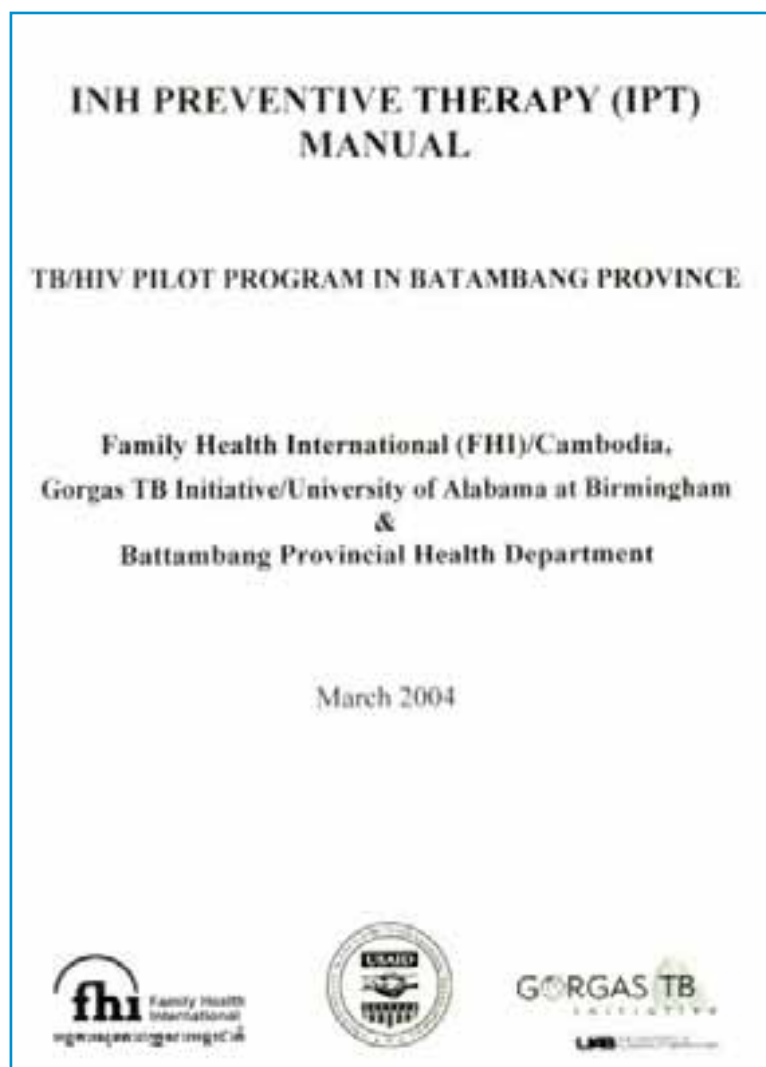 INH PREVENTIVE THERAPY (IPT)
MANUAL
TB/HIV PILOT PROGRAM IN BATAMBANG PROVINCE
Family Health International (FHI)/Cambodia,
Gorgas TB Initiative/University of Alabama at Birmingham
&
Battambang Provincial Health Department
March 2004
fhi Family Health
International
USAID
GORGAS TB
INITIATIVE
UAB